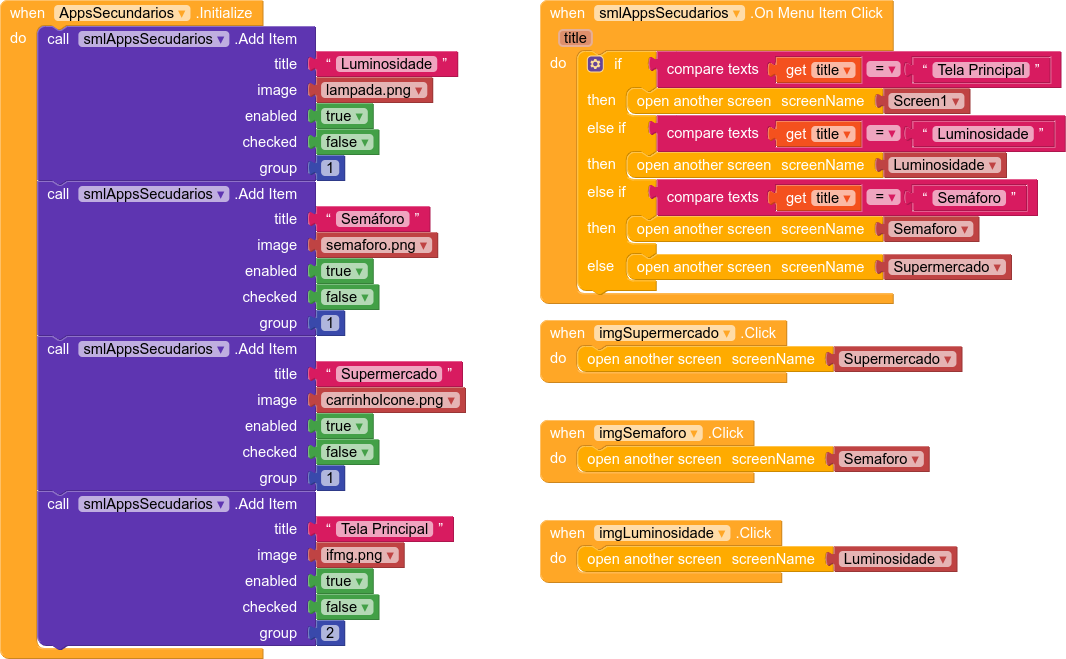 when AppsSecundarios ▾ .Initialize
do call smlAppsSecudarios ▾ .Add Item
title “ Luminosidade ”
image lampada.png ▾
enabled true ▾
checked false ▾
group 1
call smlAppsSecudarios ▾ .Add Item
title “ Semáforo ”
image semaforo.png ▾
enabled true ▾
checked false ▾
group 1
call smlAppsSecudarios ▾ .Add Item
title “ Supermercado ”
image carrinhoIcone.png ▾
enabled true ▾
checked false ▾
group 1
call smlAppsSecudarios ▾ .Add Item
title “ Tela Principal ”
image ifmg.png ▾
enabled true ▾
checked false ▾
group 2
when smlAppsSecudarios ▾ .On Menu Item Click
title
do if compare texts get title ▾ = ▾ “ Tela Principal ”
then open another screen screenName Screen1 ▾
else if compare texts get title ▾ = ▾ “ Luminosidade ”
then open another screen screenName Luminosidade ▾
else if compare texts get title ▾ = ▾ “ Semáforo ”
then open another screen screenName Semaforo ▾
else open another screen screenName Supermercado ▾
when imgSupermercado ▾ .Click
do open another screen screenName Supermercado ▾
when imgSemaforo ▾ .Click
do open another screen screenName Semaforo ▾
when imgLuminosidade ▾ .Click
do open another screen screenName Luminosidade ▾